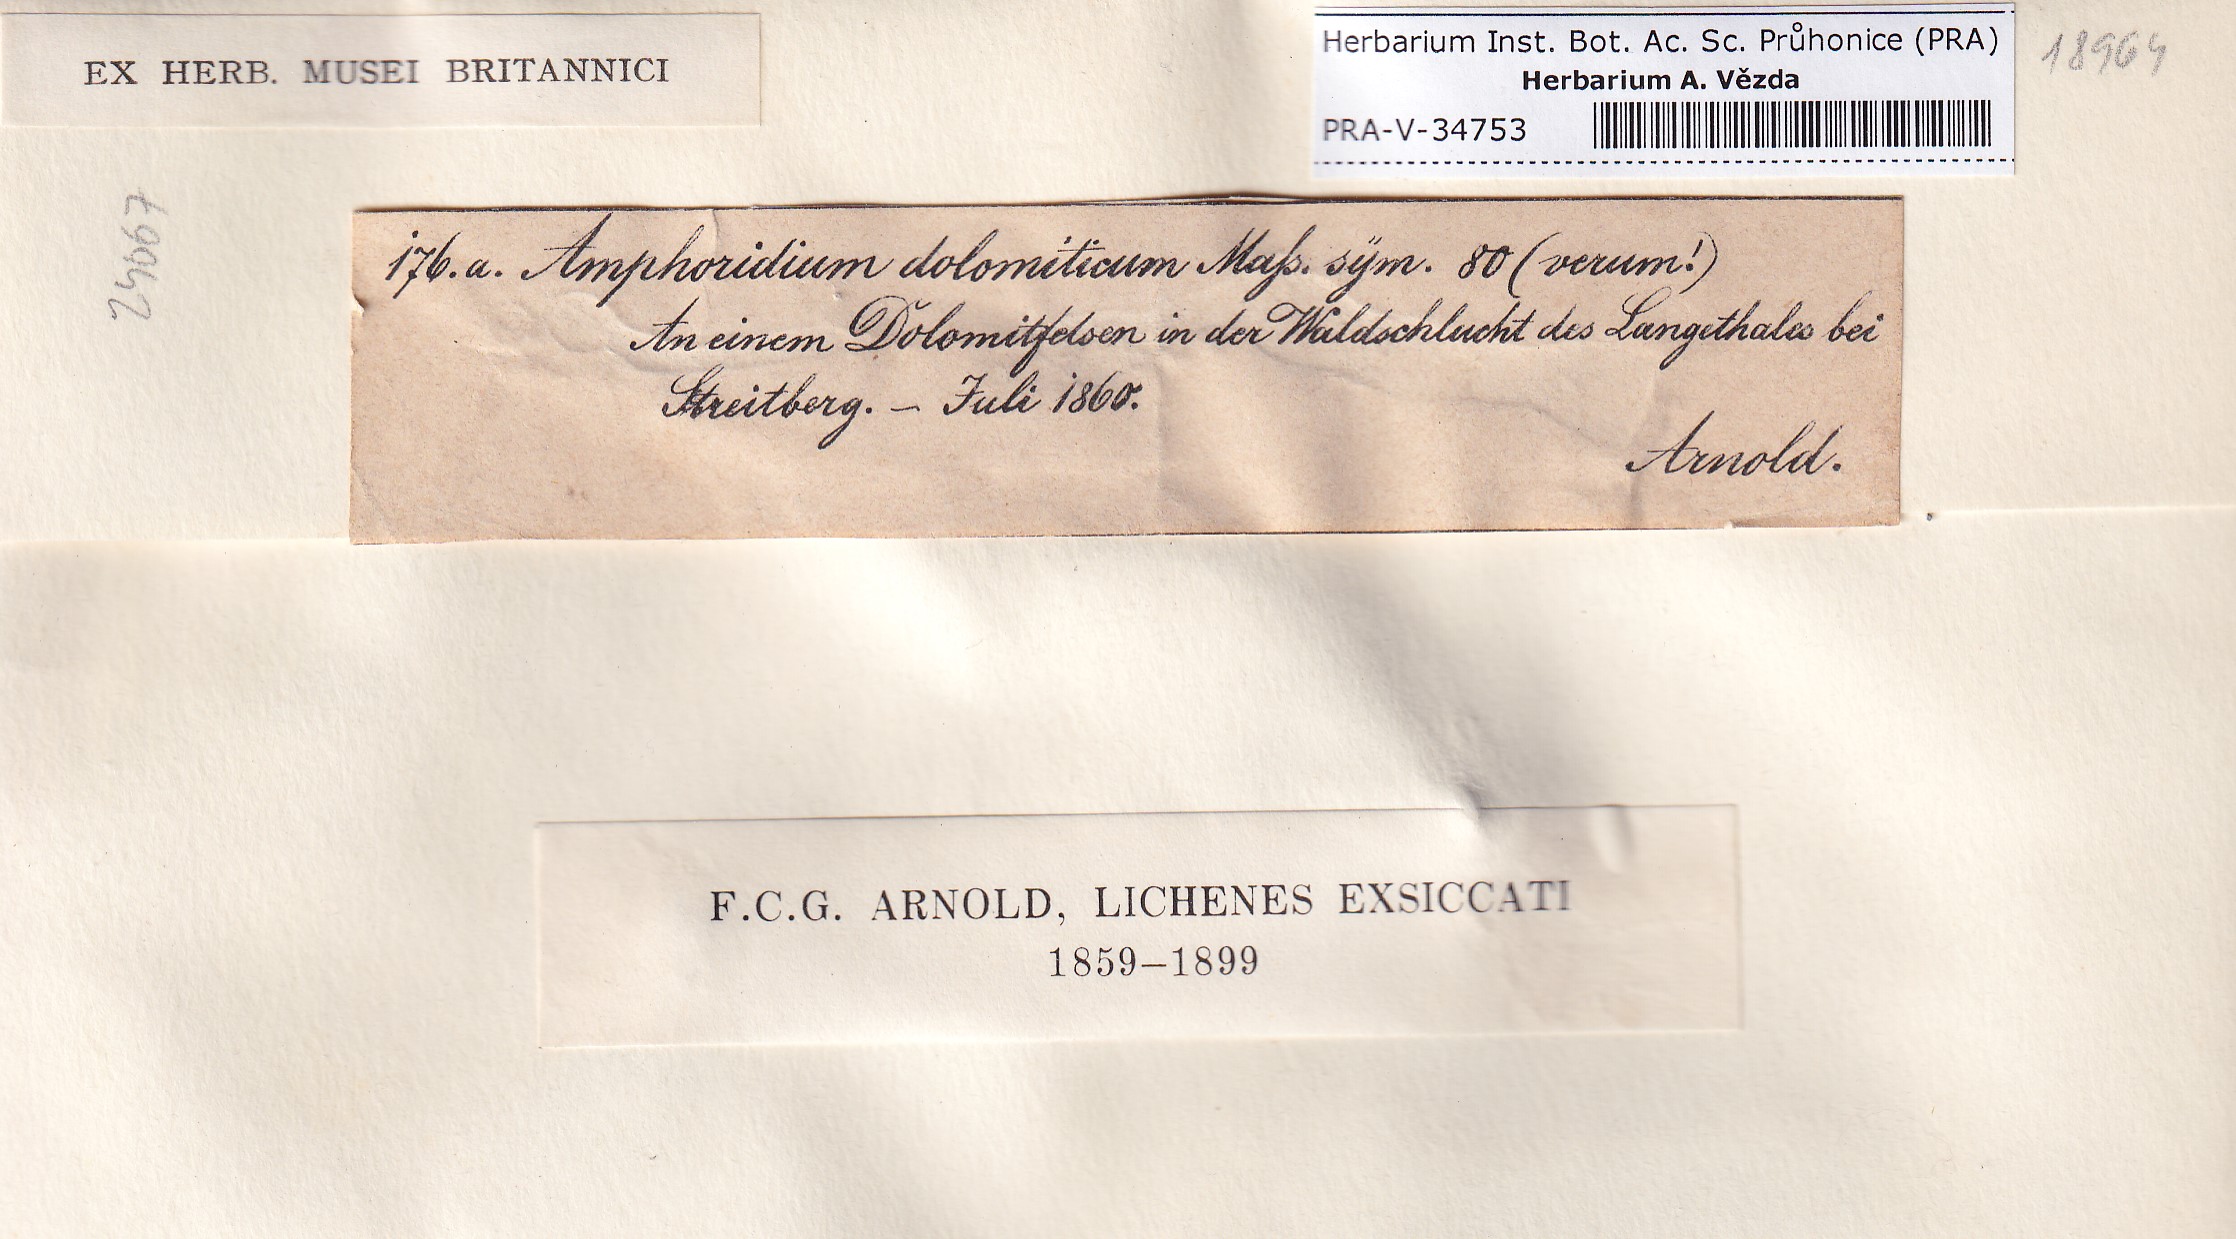 EX HERB. MUSEI BRITANNICI
Herbarium Inst. Bot. Ac. Sc. Průhonice (PRA)
Herbarium A. Vězda
PRA-V-34753
18964
24067
176. a. Amphoridium dolomiticum Maſs. sÿm. 80 (verum!)
An einem Dolomitfelsen in der Waldschlucht des Langethales bei
Streitberg. – Juli 1860.
Arnold.
F.C.G. ARNOLD, LICHENES EXSICCATI
1859–1899